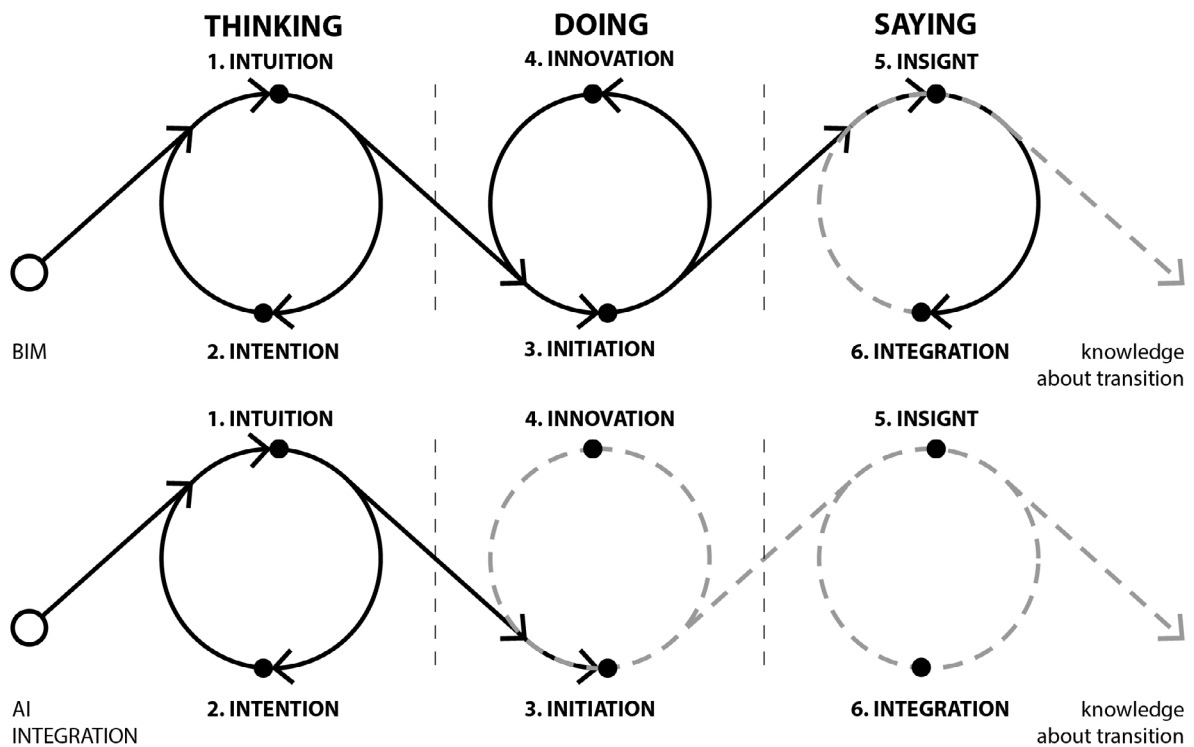 THINKING DOING SAYING
1. INTUITION 4. INNOVATION 5. INSIGNT
BIM 2. INTENTION 3. INITIATION 6. INTEGRATION knowledge
about transition
1. INTUITION 4. INNOVATION 5. INSIGNT
AI 2. INTENTION 3. INITIATION 6. INTEGRATION knowledge
INTEGRATION about transition